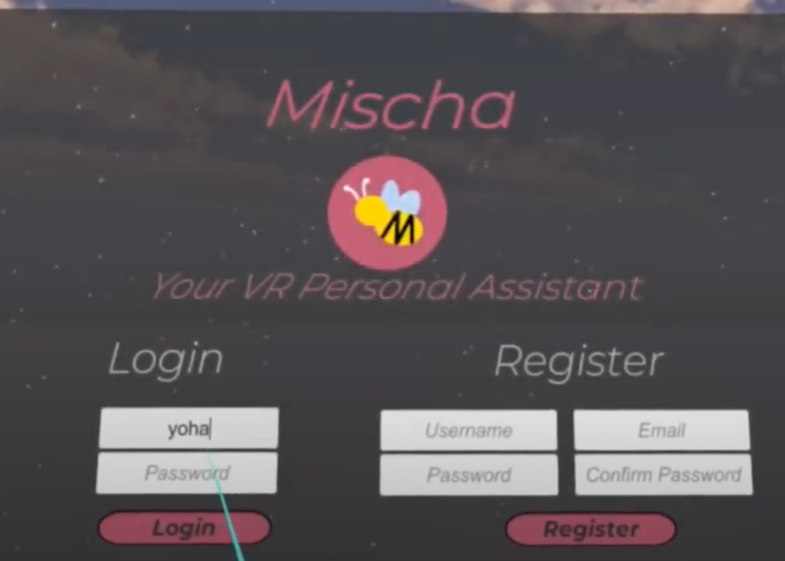 Mischa
M
Your VR Personal Assistant
Login
yoha
Password
Login
Register
Username Email
Password Confirm Password
Register